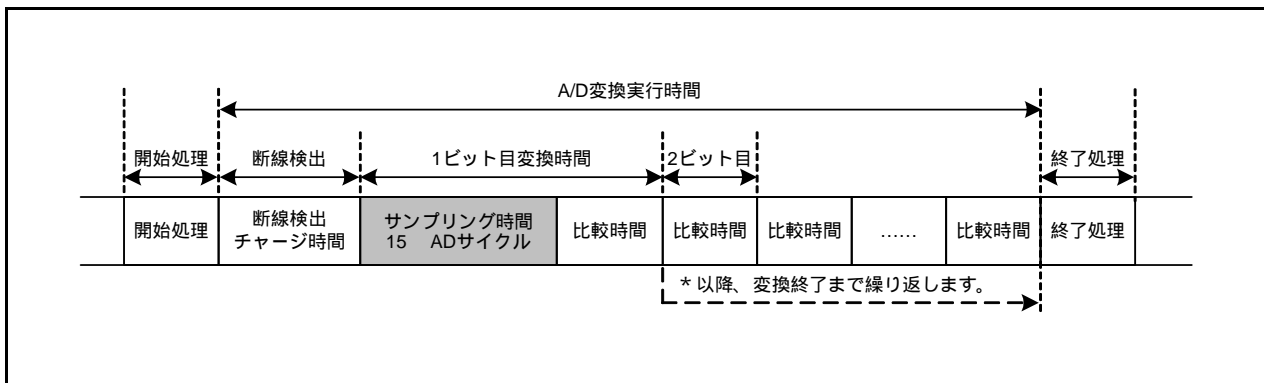 A/D変換実行時間
開始処理 断線検出 1ビット目変換時間 2ビット目 終了処理
開始処理 断線検出 チャージ時間 サンプリング時間 15 ADサイクル 比較時間 比較時間 比較時間 …… 比較時間 終了処理
*以降、変換終了まで繰り返します。